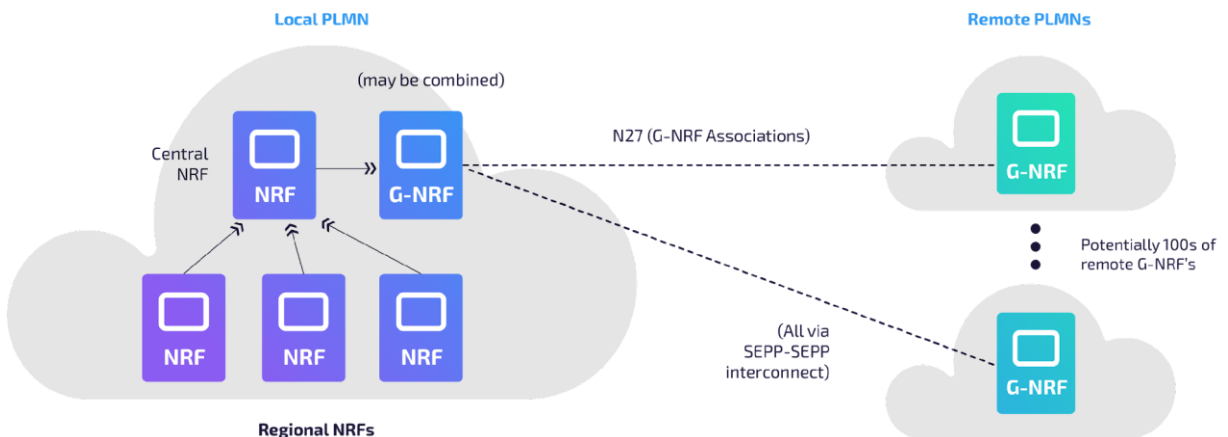 Local PLMN
Remote PLMNs
(may be combined)
Central
NRF
NRF
G-NRF
N27 (G-NRF Associations)
G-NRF
Potentially 100s of
remote G-NRF's
NRF
NRF
NRF
(All via
SEPP-SEPP
interconnect)
G-NRF
Regional NRFs